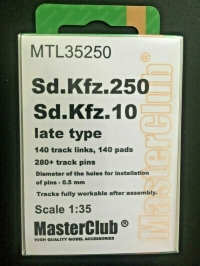 MTL35250
Sd.Kfz.250
Sd.Kfz.10
late type
140 track links, 140 pads
280+ track pins
Diameter of the holes for installation
of pins - 0.5 mm
Tracks fully workable after assembly.
Scale 1:35
MasterClub®
HIGH QUALITY MODEL ACCESSORIES
MasterClub®